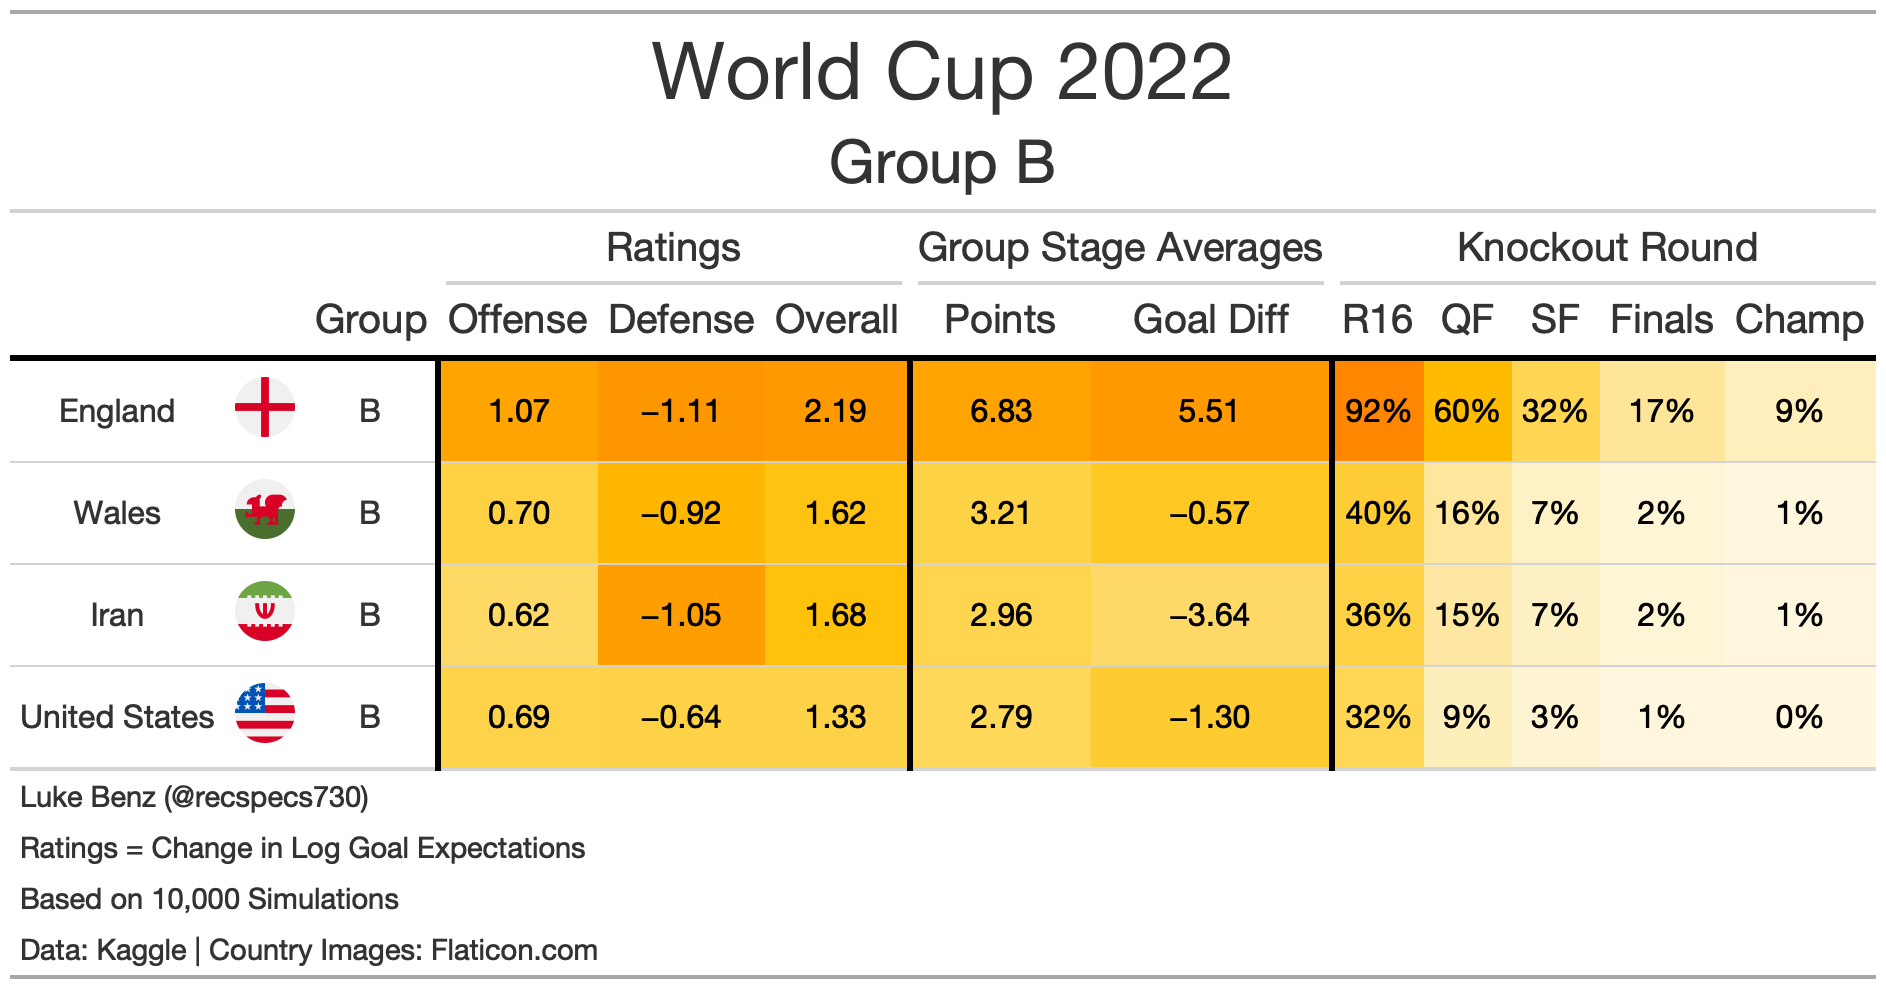 World Cup 2022
Group B
Ratings Group Stage Averages Knockout Round
Group Offense Defense Overall Points Goal Diff R16 QF SF Finals Champ
England B 1.07 −1.11 2.19 6.83 5.51 92% 60% 32% 17% 9%
Wales B 0.70 −0.92 1.62 3.21 −0.57 40% 16% 7% 2% 1%
Iran B 0.62 −1.05 1.68 2.96 −3.64 36% 15% 7% 2% 1%
United States B 0.69 −0.64 1.33 2.79 −1.30 32% 9% 3% 1% 0%
Luke Benz (@recspecs730)
Ratings = Change in Log Goal Expectations
Based on 10,000 Simulations
Data: Kaggle | Country Images: Flaticon.com